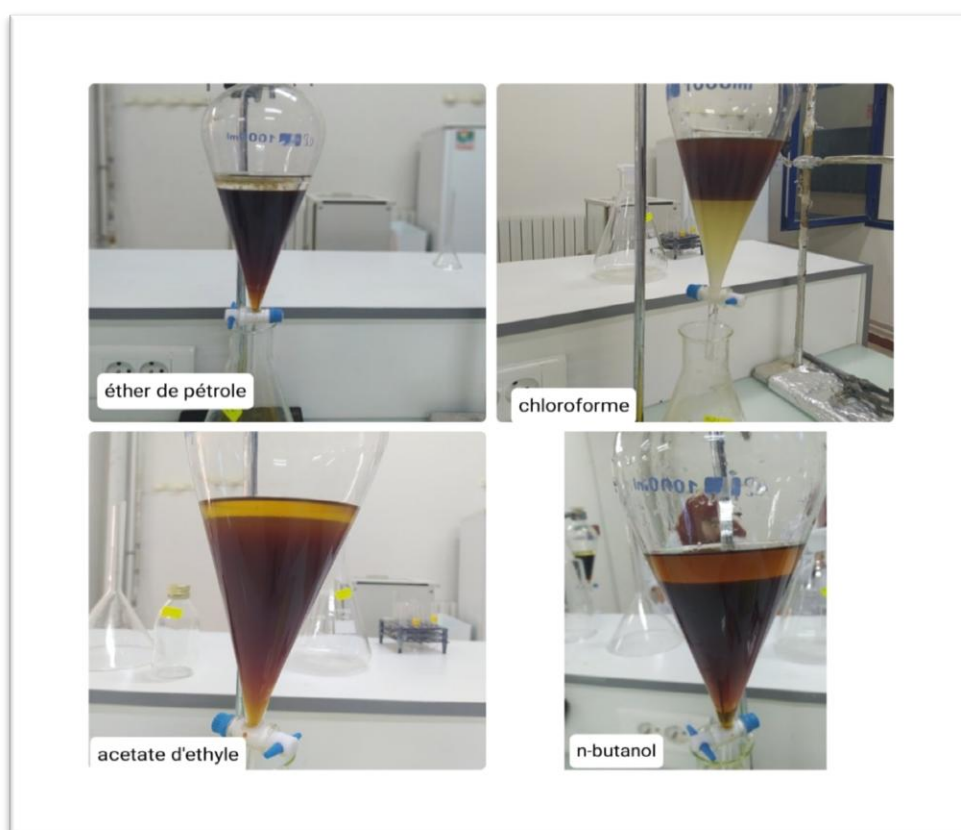 éther de pétrole
chloroforme
acetate d'ethyle
n-butanol